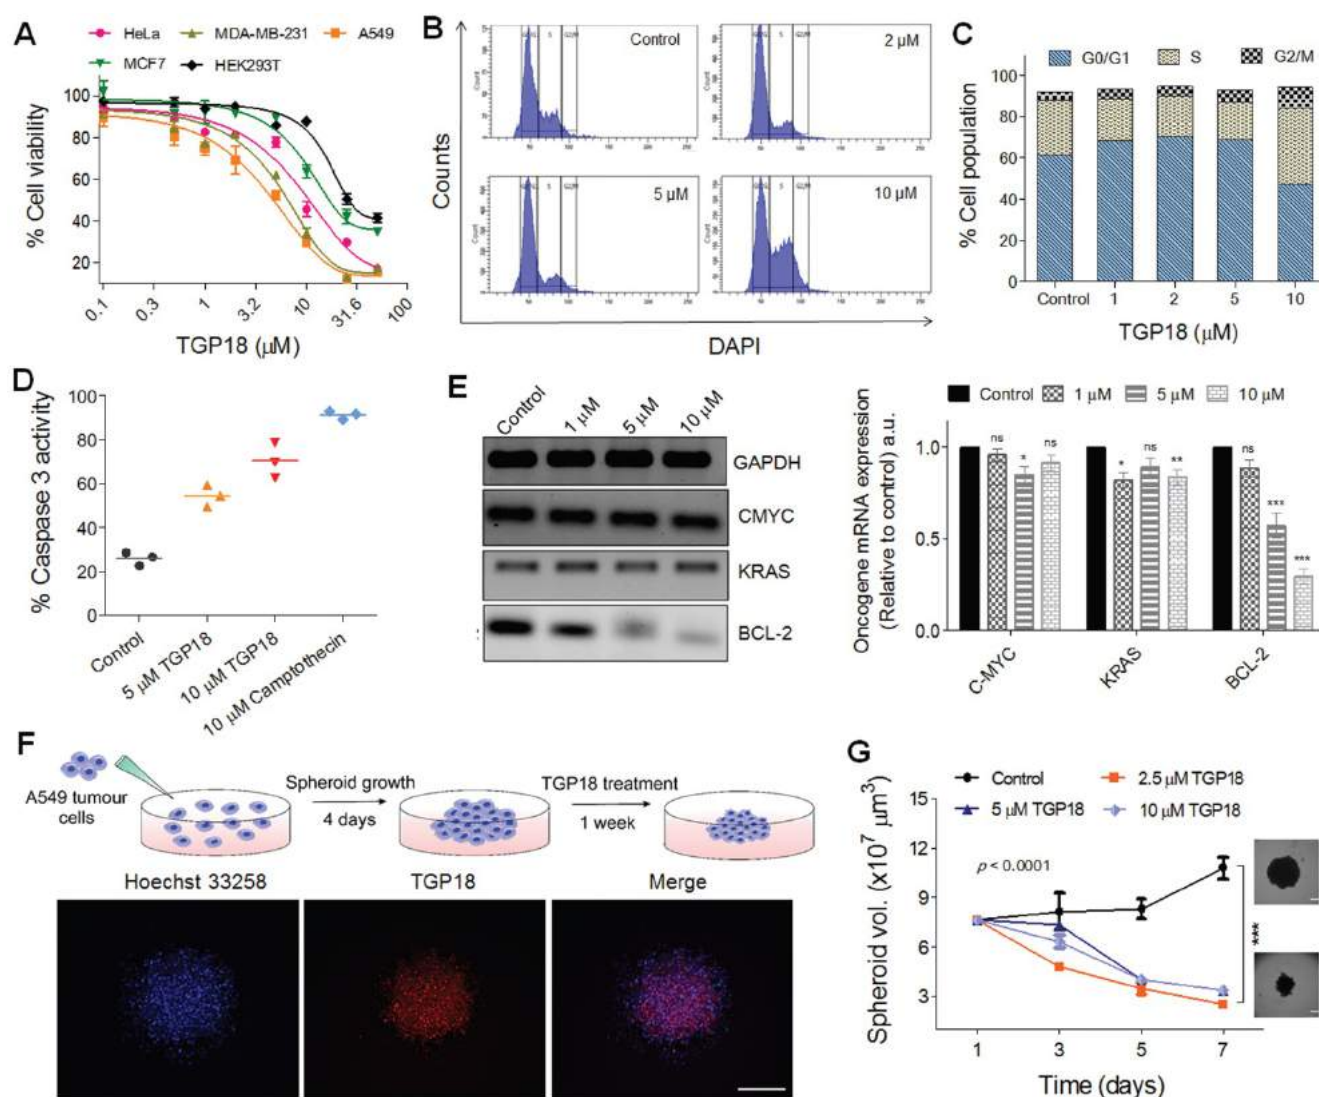 A
HeLa
MDA-MB-231
A549
MCF7
HEK293T
% Cell viability
100
80
60
40
20
0.1
0.3
1
3.2
10
31.6
100
TGP18 (μM)
B
Control
2 μM
5 μM
10 μM
Counts
DAPI
C
G0/G1
S
G2/M
% Cell population
100
80
60
40
20
0
Control
1
2
5
10
TGP18 (μM)
D
% Caspase 3 activity
100
80
60
40
20
0
Control
5 μM TGP18
10 μM TGP18
10 μM Camptothecin
E
Control
1 μM
5 μM
10 μM
GAPDH
CMYC
KRAS
BCL-2
Control
1 μM
5 μM
10 μM
Oncogene mRNA expression
(Relative to control) a.u.
1.0
0.5
0.0
ns
*
ns
*
ns
**
ns
***
***
C-MYC
KRAS
BCL-2
F
A549 tumour
cells
Spheroid growth
4 days
TGP18 treatment
1 week
Hoechst 33258
TGP18
Merge
G
Control
2.5 μM TGP18
5 μM TGP18
10 μM TGP18
Spheroid vol. (x10⁷ μm³)
15
12
9
6
3
p < 0.0001
***
1
3
5
7
Time (days)